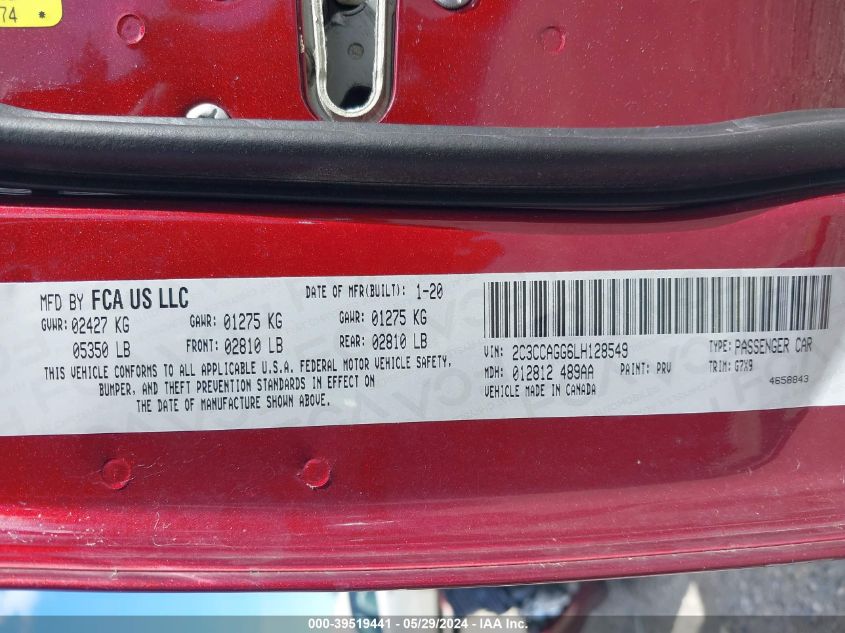 74 *
MFD BY FCA US LLC
DATE OF MFR(BUILT): 1-20
GVWR: 02427 KG GAWR: 01275 KG GAWR: 01275 KG
05350 LB FRONT: 02810 LB REAR: 02810 LB
THIS VEHICLE CONFORMS TO ALL APPLICABLE U.S.A. FEDERAL MOTOR VEHICLE SAFETY,
BUMPER, AND THEFT PREVENTION STANDARDS IN EFFECT ON
THE DATE OF MANUFACTURE SHOWN ABOVE.
VIN: 2C3CCAGG6LH128549 TYPE: PASSENGER CAR
MDH: 012812 489AA PAINT: PRV TRIM: G7X9
VEHICLE MADE IN CANADA 4658843
000-39519441 - 05/29/2024 - IAA Inc.